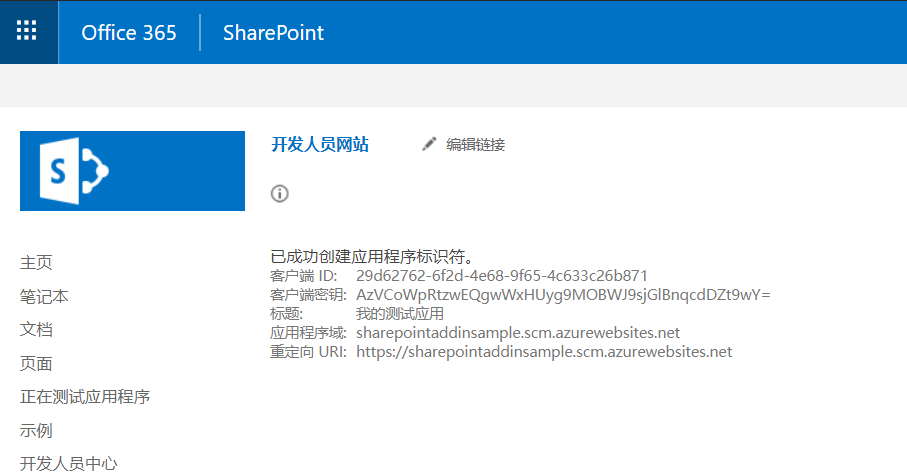 Office 365 SharePoint
开发人员网站 编辑链接
主页
笔记本
文档
页面
正在测试应用程序
示例
开发人员中心
已成功创建应用程序标识符。
客户端 ID: 29d62762-6f2d-4e68-9f65-4c633c26b871
客户端密钥: AzVCoWpRtzwEQgwWxHUyg9MOBWJ9sjGlBnqcdDZt9wY=
标题: 我的测试应用
应用程序域: sharepointaddinsample.scm.azurewebsites.net
重定向 URI: https://sharepointaddinsample.scm.azurewebsites.net